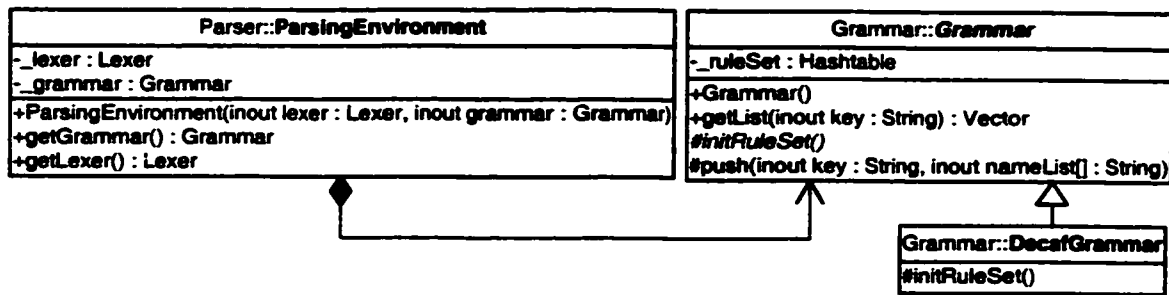 Parser::ParsingEnvironment
-_lexer : Lexer
-_grammar : Grammar
+ParsingEnvironment(inout lexer : Lexer, inout grammar : Grammar)
+getGrammar() : Grammar
+getLexer() : Lexer
Grammar::Grammar
-_ruleSet : Hashtable
+Grammar()
+getList(inout key : String) : Vector
#initRuleSet()
#push(inout key : String, inout nameList[] : String)
Grammar::DecafGrammar
#initRuleSet()